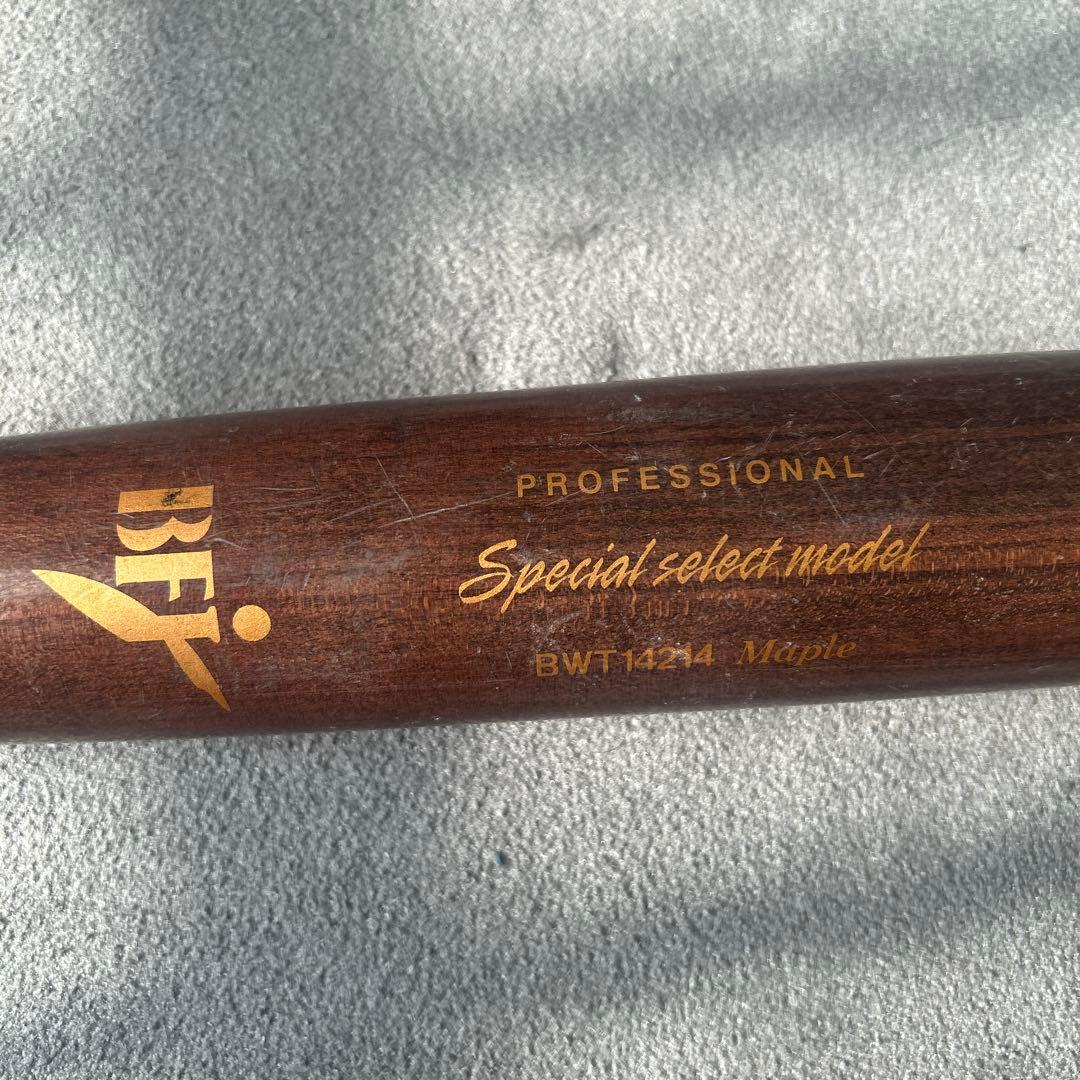 BFJ
PROFESSIONAL
Special select model
BWT14214 Maple